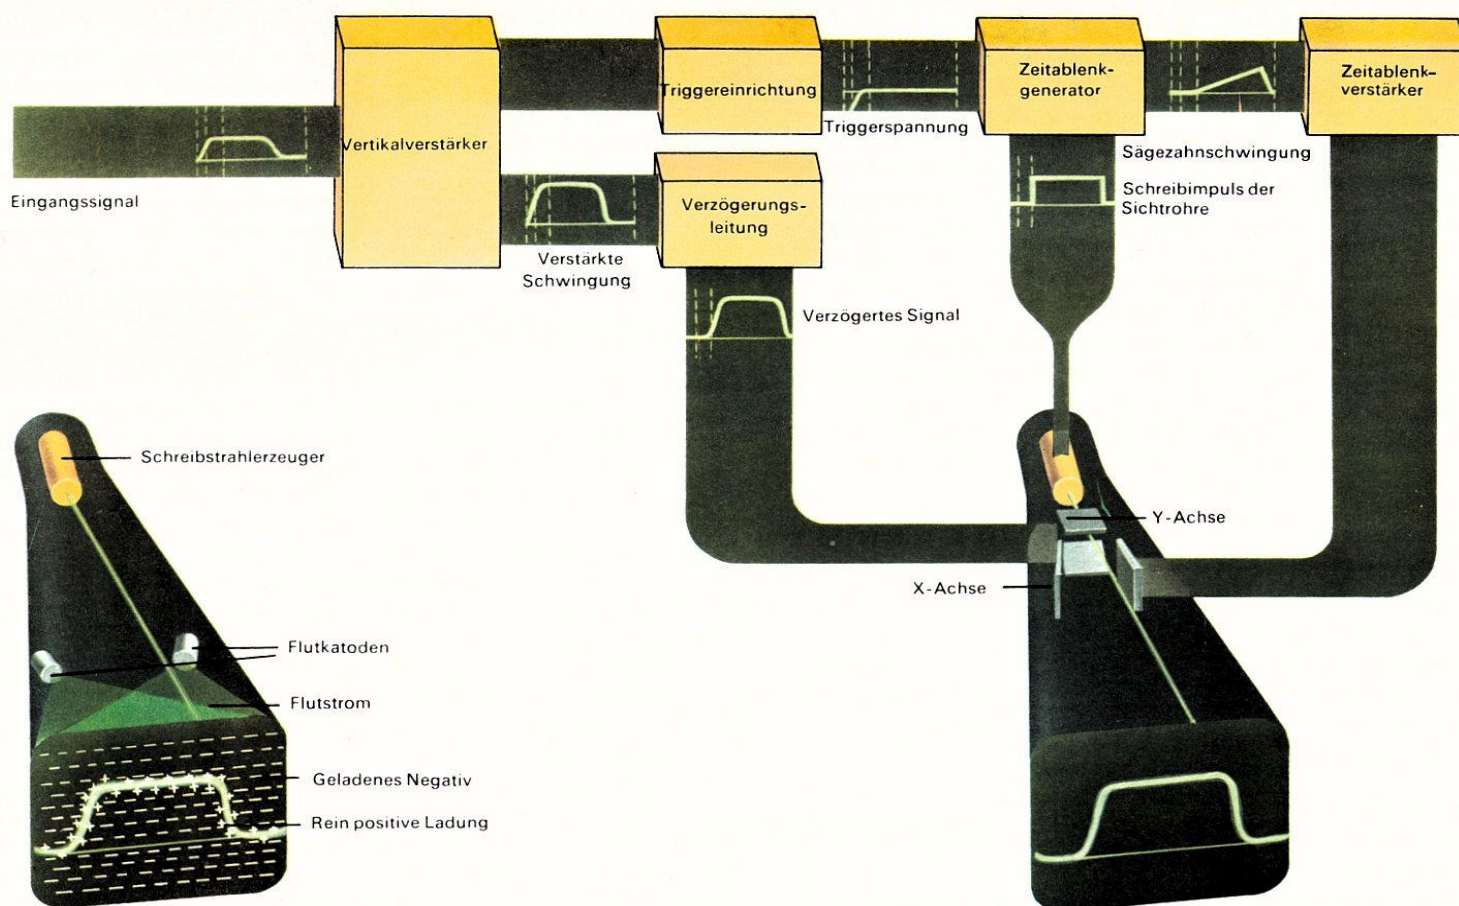 Vertikalverstärker
Triggereinrichtung
Zeitablenk-
generator
Zeitablenk-
verstärker
Triggerspannung
Sägezahnschwingung
Eingangssignal
Verzögerungs-
leitung
Schreibimpuls der
Sichtrohre
Verstärkte
Schwingung
Verzögertes Signal
Schreibstrahlerzeuger
Y-Achse
X-Achse
Flutkatoden
Flutstrom
Geladenes Negativ
Rein positive Ladung